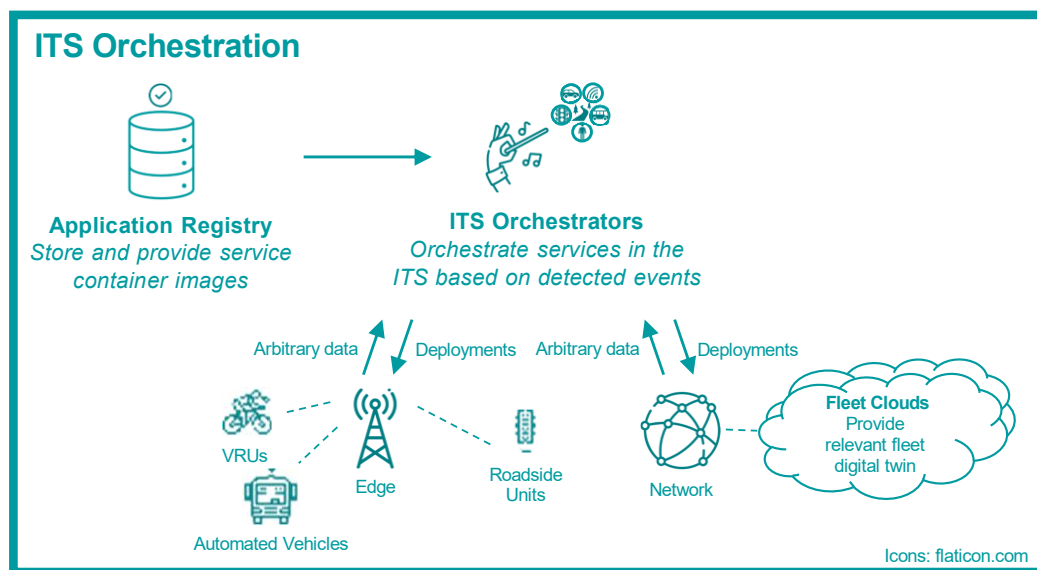 ITS Orchestration
Application Registry
Store and provide service
container images
ITS Orchestrators
Orchestrate services in the
ITS based on detected events
Arbitrary data
Deployments
Arbitrary data
Deployments
VRUs
Automated Vehicles
Edge
Roadside
Units
Network
Fleet Clouds
Provide
relevant fleet
digital twin
Icons: flaticon.com